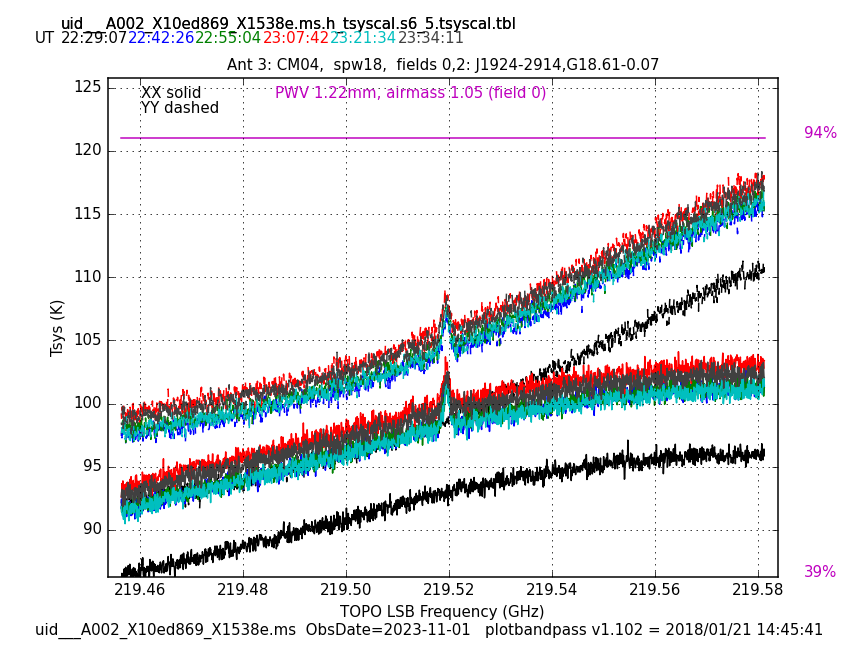 uid___A002_X10ed869_X1538e.ms.h_tsyscal.s6_5.tsyscal.tbl
UT 22:29:07 22:42:26 22:55:04 23:07:42 23:21:34 23:34:11
Ant 3: CM04,  spw18,  fields 0,2: J1924-2914,G18.61-0.07
XX solid
PWV 1.22mm, airmass 1.05 (field 0)
YY dashed
125
120
115
110
105
100
95
90
Tsys (K)
94%
39%
219.46 219.48 219.50 219.52 219.54 219.56 219.58
TOPO LSB Frequency (GHz)
uid___A002_X10ed869_X1538e.ms  ObsDate=2023-11-01   plotbandpass v1.102 = 2018/01/21 14:45:41